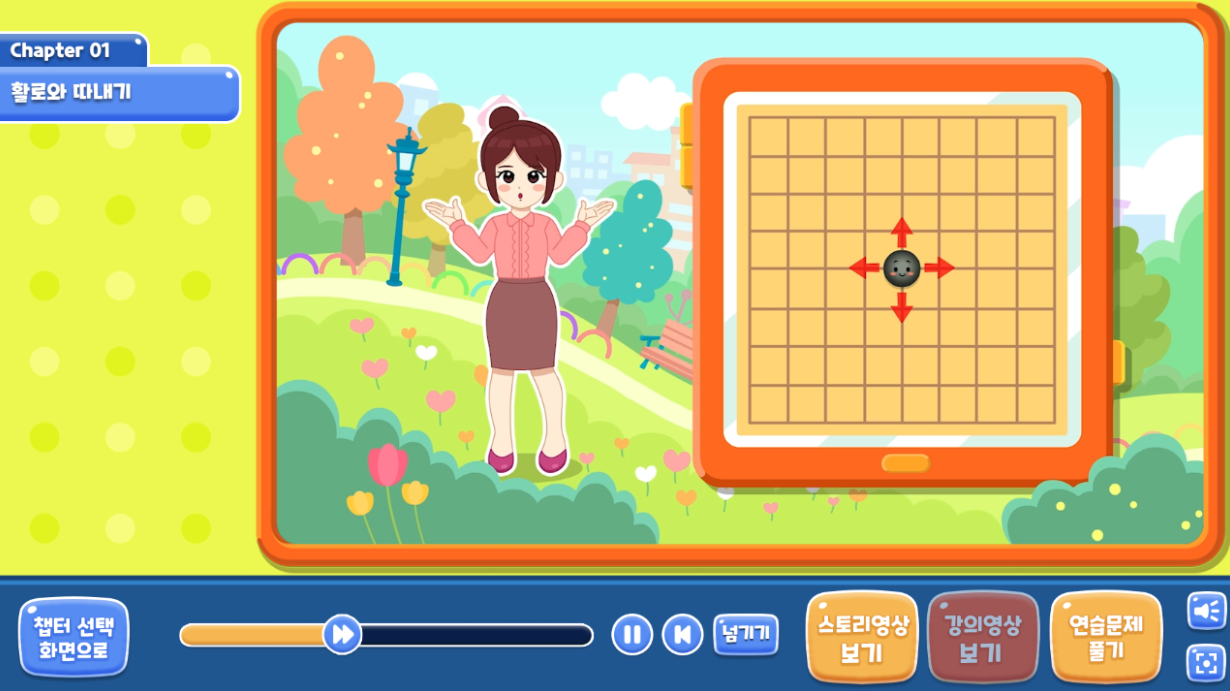 Chapter 01
활로와 따내기
챕터 선택
화면으로
넘기기
스토리영상
보기
강의영상
보기
연습문제
풀기